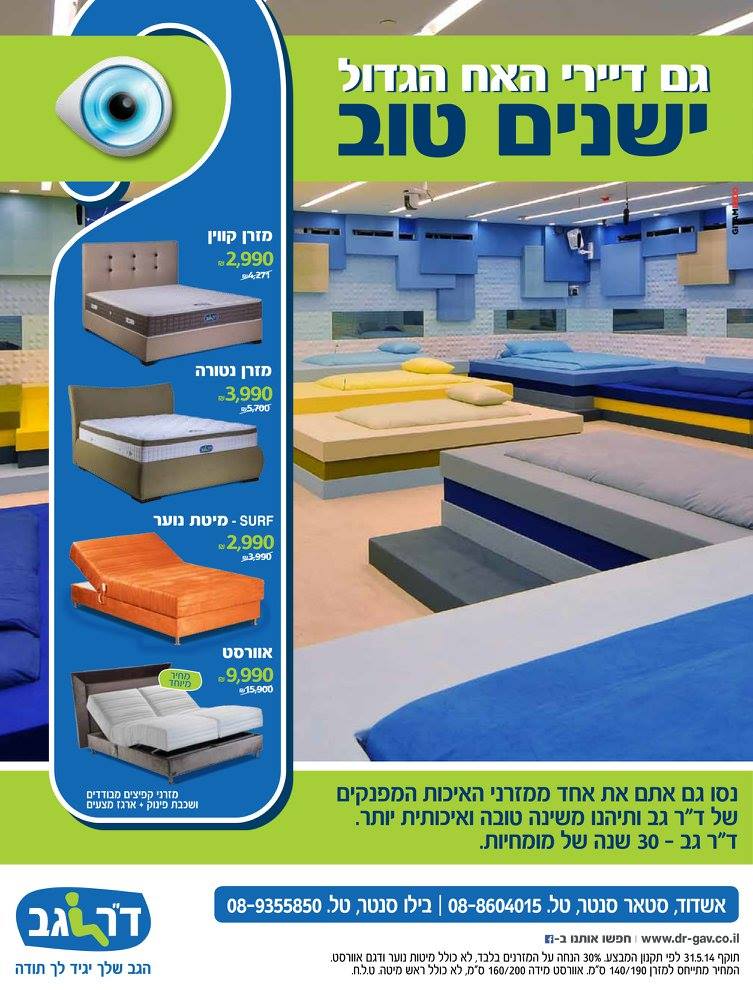 גם דיירי האח הגדול
ישנים טוב
GITAM BBDO
מזרן קווין
2,990 ₪
4,271 ₪
מזרן נטורה
3,990 ₪
5,700 ₪
SURF - מיטת נוער
2,990 ₪
3,990 ₪
אוורסט
9,990 ₪
15,900 ₪
מחיר
מיוחד
מזרני קפיצים מבודדים
ושכבת פינוק + ארגז מצעים
נסו גם אתם את אחד ממזרני האיכות המפנקים
של ד"ר גב ותיהנו משינה טובה ואיכותית יותר.
ד"ר גב - 30 שנה של מומחיות.
אשדוד, סטאר סנטר, טל. 08-8604015 | בילו סנטר, טל. 08-9355850
www.dr-gav.co.il | חפשו אותנו ב-
תוקף 31.5.14 לפי תקנון המבצע. 30% הנחה על המזרנים בלבד, לא כולל מיטות נוער ודגם אוורסט.
המחיר מתייחס למזרן 140/190 ס"מ. אוורסט מידה 160/200 ס"מ, לא כולל ראש מיטה. ט.ל.ח.
ד"ר גב
הגב שלך יגיד לך תודה